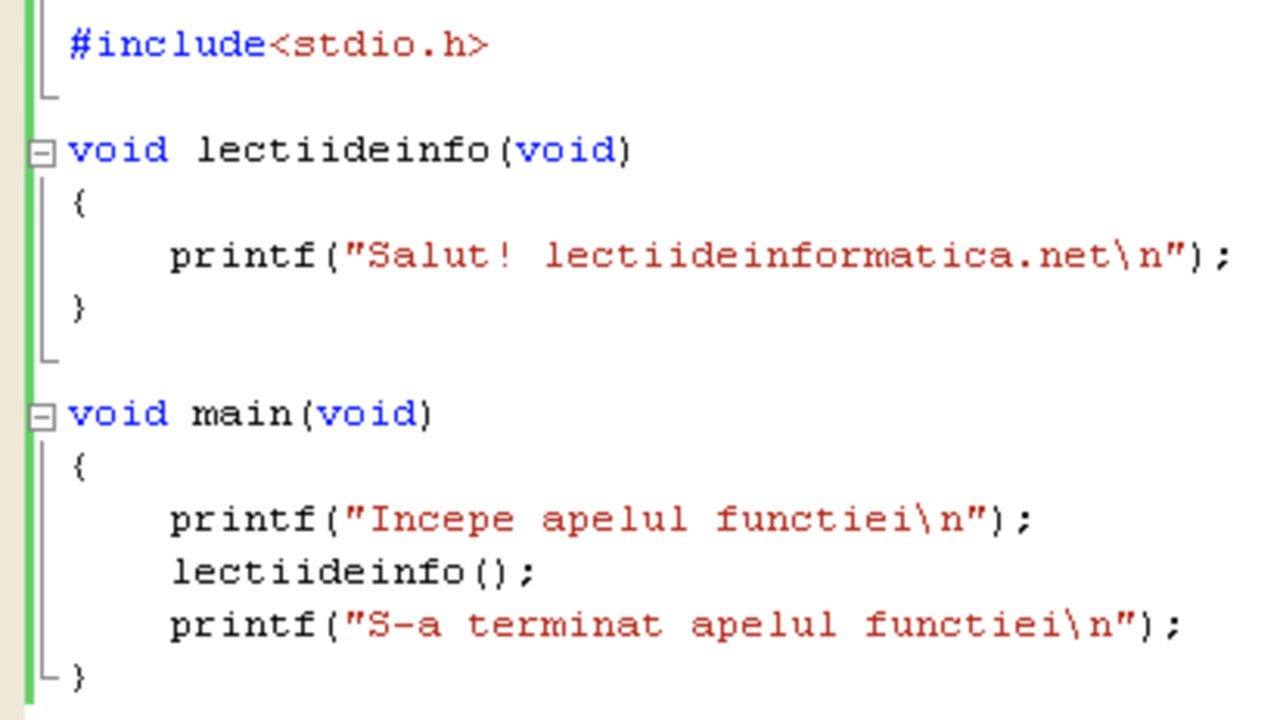 #include<stdio.h>
void lectiideinfo(void)
{
printf("Salut! lectiideinformatica.net\n");
}
void main(void)
{
printf("Incepe apelul functiei\n");
lectiideinfo();
printf("S-a terminat apelul functiei\n");
}